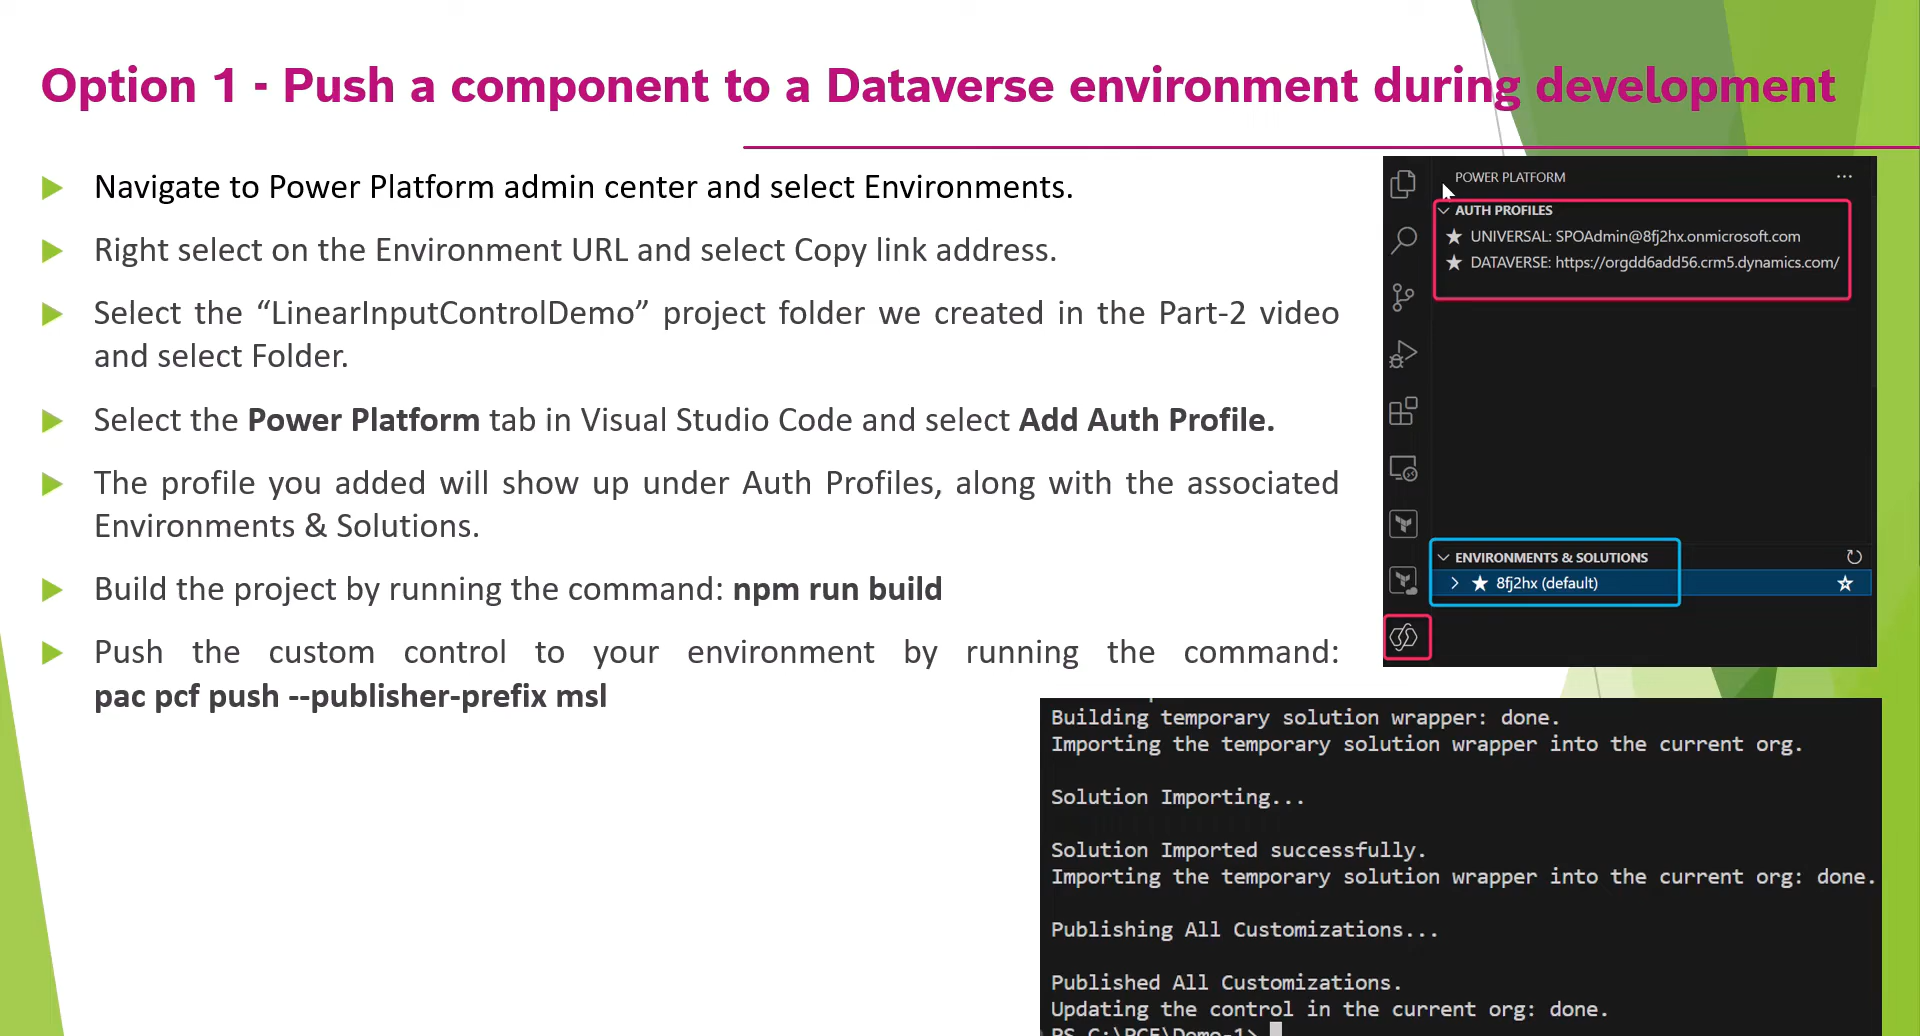 Option 1 - Push a component to a Dataverse environment during development
Navigate to Power Platform admin center and select Environments.
Right select on the Environment URL and select Copy link address.
Select the “LinearInputControlDemo” project folder we created in the Part-2 video
and select Folder.
Select the Power Platform tab in Visual Studio Code and select Add Auth Profile.
The profile you added will show up under Auth Profiles, along with the associated
Environments & Solutions.
Build the project by running the command: npm run build
Push the custom control to your environment by running the command:
pac pcf push --publisher-prefix msl
POWER PLATFORM
AUTH PROFILES
UNIVERSAL: SPOAdmin@8fj2hx.onmicrosoft.com
DATAVERSE: https://orgdd6add56.crm5.dynamics.com/
ENVIRONMENTS & SOLUTIONS
8fj2hx (default)
Building temporary solution wrapper: done.
Importing the temporary solution wrapper into the current org.
Solution Importing...
Solution Imported successfully.
Importing the temporary solution wrapper into the current org: done.
Publishing All Customizations...
Published All Customizations.
Updating the control in the current org: done.
PS C:\PCF\Demo-1>